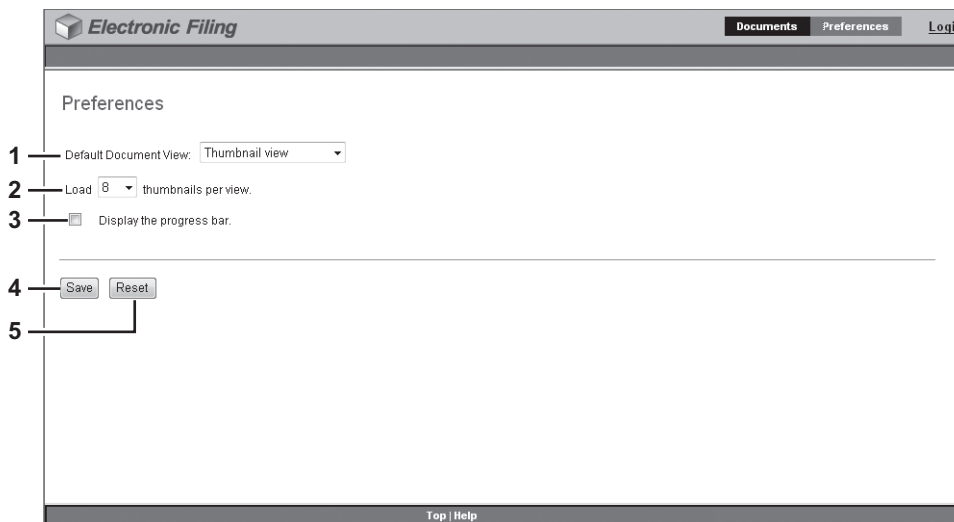 Electronic Filing Documents Preferences
Preferences
1 Default Document View: Thumbnail view
2 Load 8 thumbnails per view.
3 Display the progress bar.
4 Save Reset
5
Top | Help